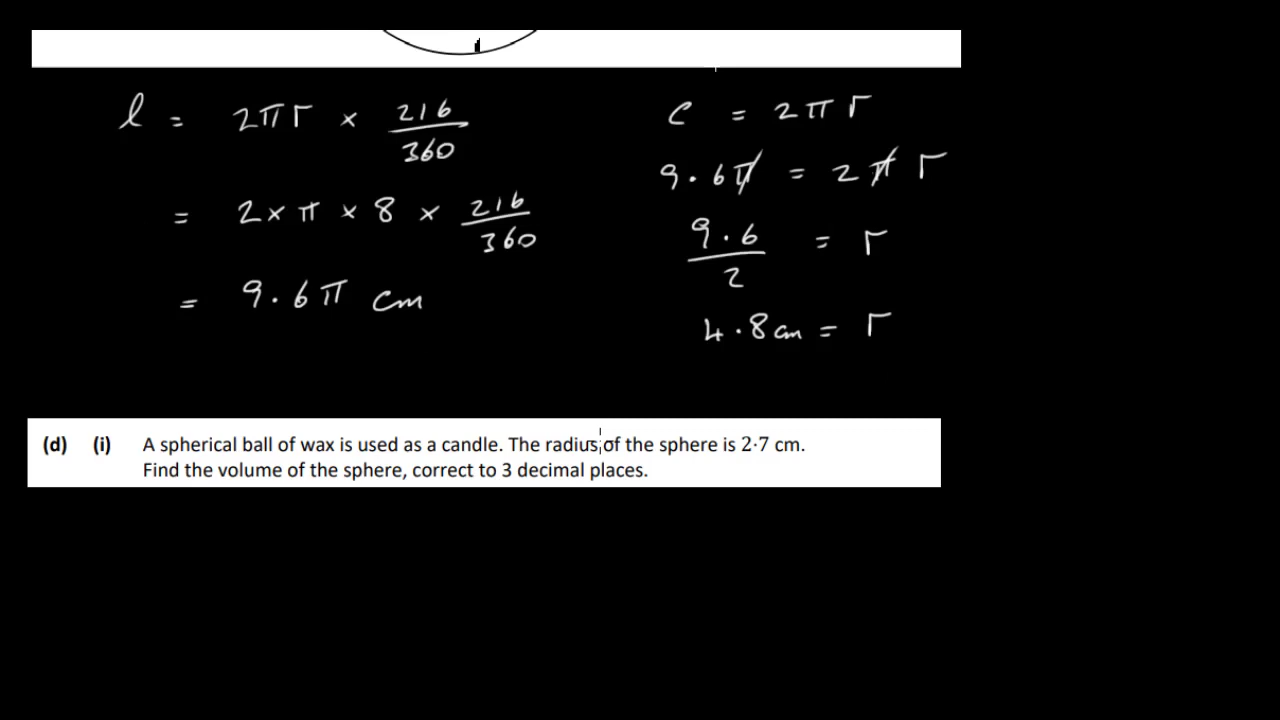 l = 2πr × 216/360
= 2 × π × 8 × 216/360
= 9.6π cm
c = 2πr
9.6π = 2πr
9.6/2 = r
4.8cm = r
(d) (i) A spherical ball of wax is used as a candle. The radius of the sphere is 2·7 cm.
Find the volume of the sphere, correct to 3 decimal places.